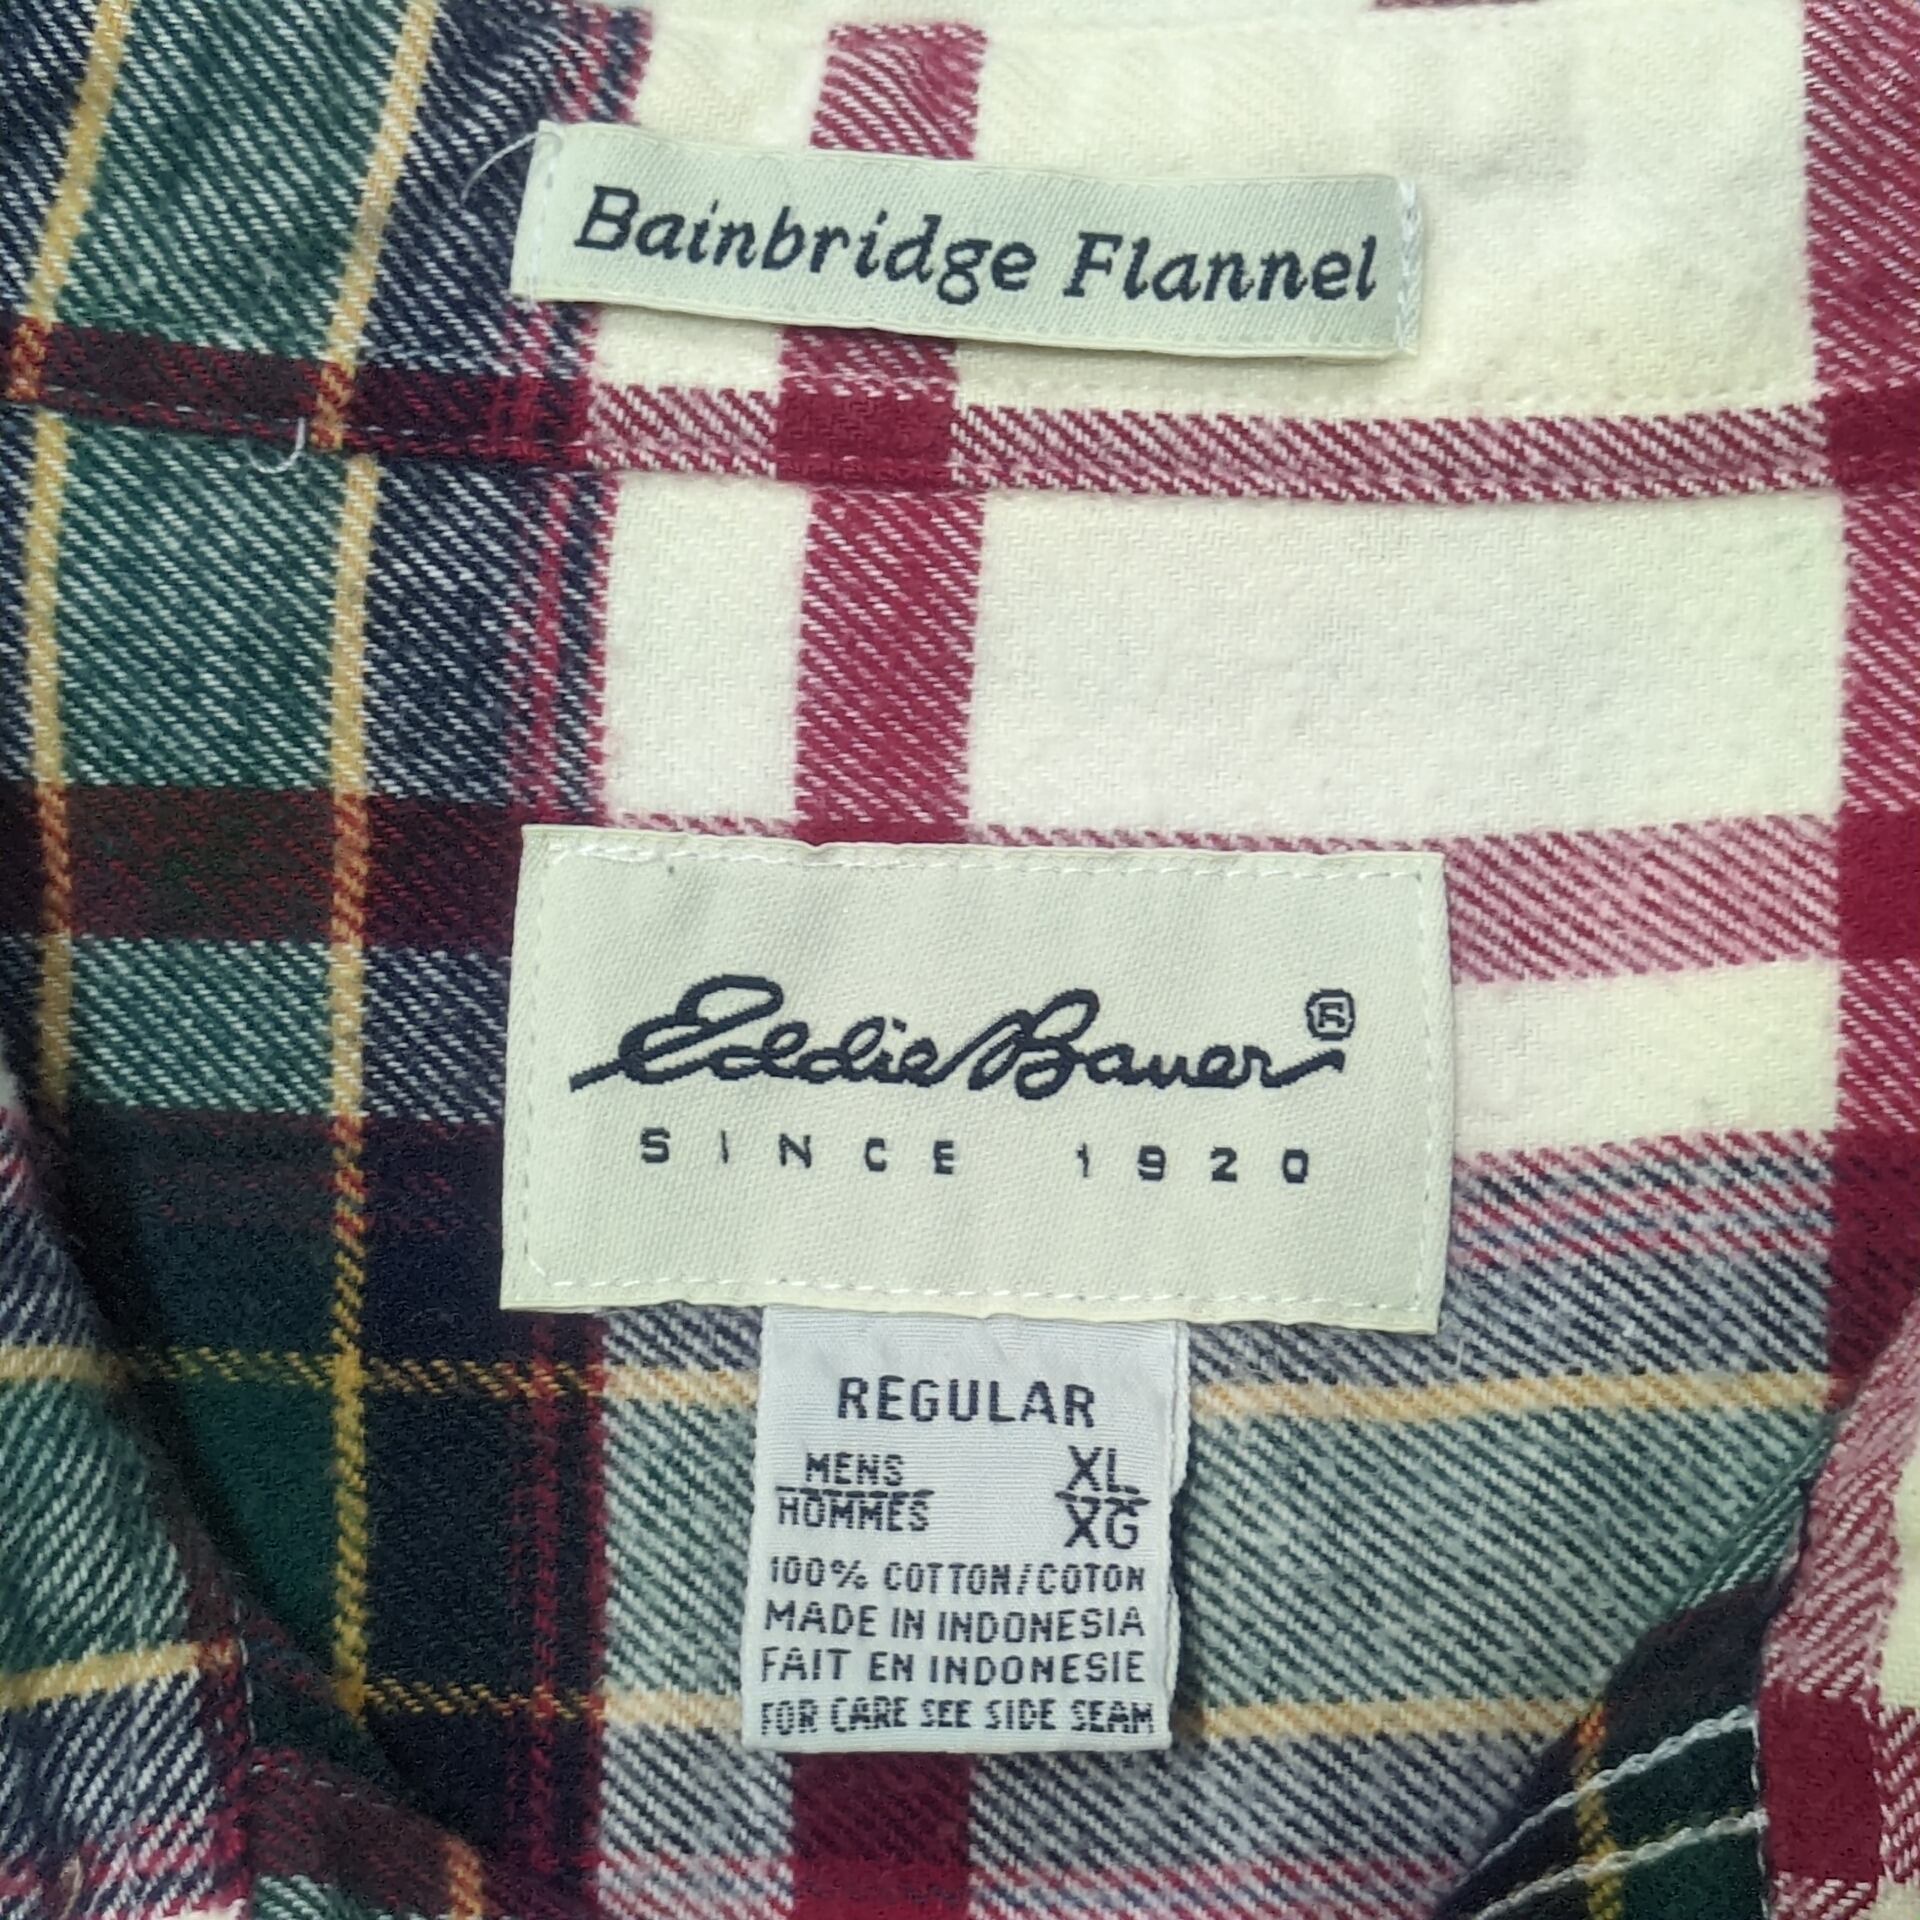 Bainbridge Flannel
Eddie Bauer®
SINCE 1920
REGULAR
MENS XL
HOMMES XG
100% COTTON/COTON
MADE IN INDONESIA
FAIT EN INDONESIE
FOR CARE SEE SIDE SEAM